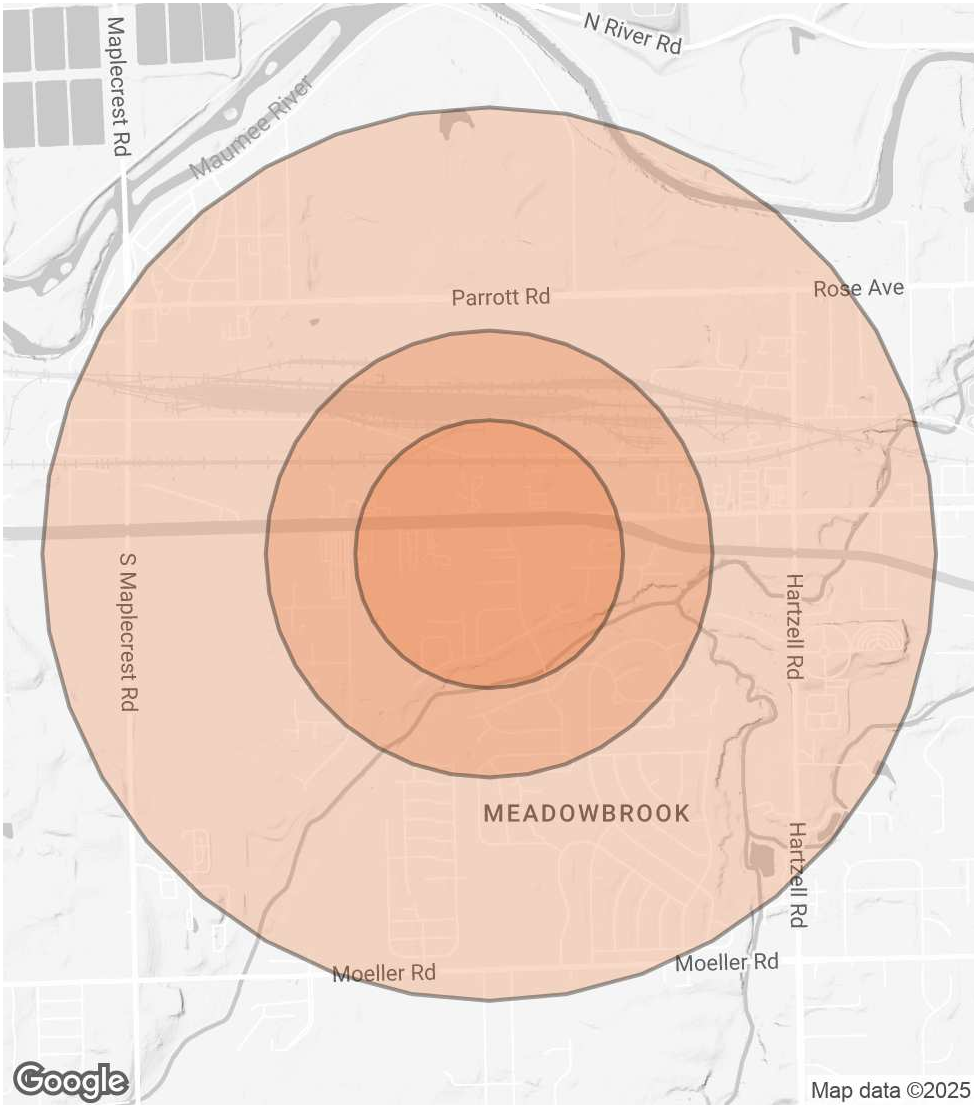 N River Rd
Maplecrest Rd
Maumee River
Parrott Rd
Rose Ave
S Maplecrest Rd
Hartzell Rd
MEADOWBROOK
Hartzell Rd
Moeller Rd
Moeller Rd
Google
Map data ©2025